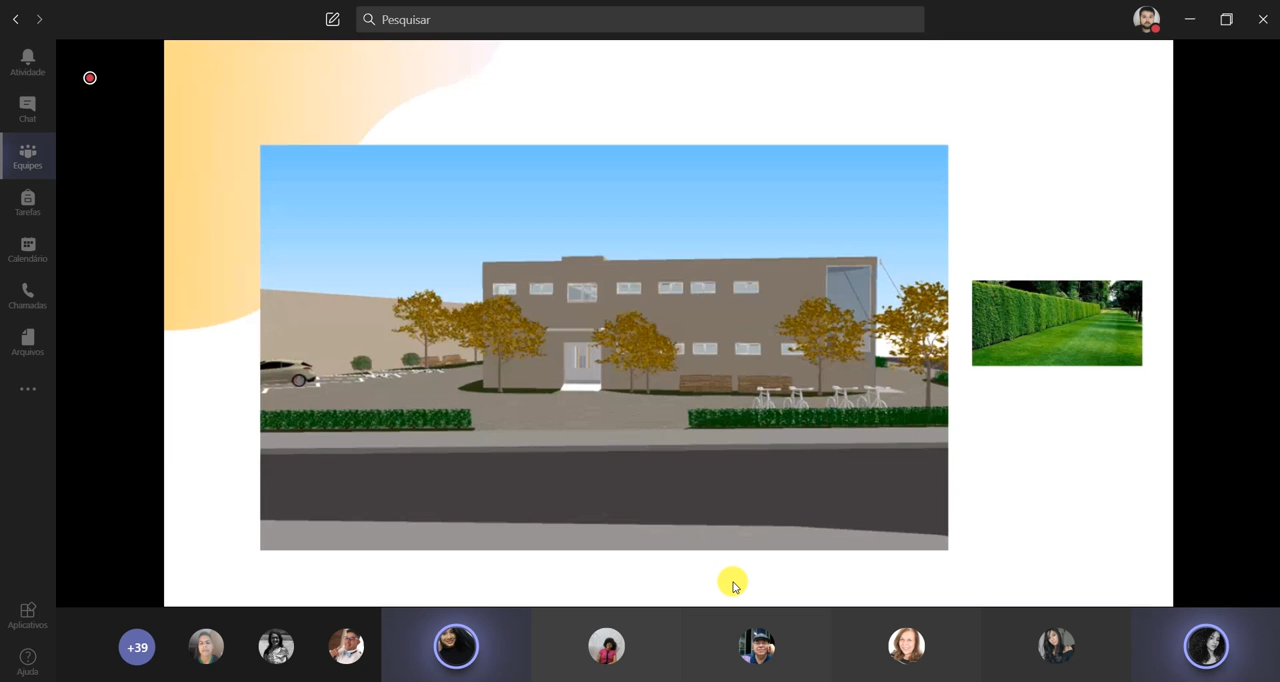 Pesquisar
Atividade
Chat
Equipes
Tarefas
Calendário
Chamadas
Arquivos
Aplicativos
Ajuda
+39